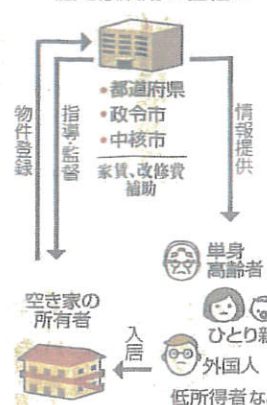 ・都道府県
・政令市
・中核市
家賃、改修費
補助
物件登録
指導・監督
情報提供
単身
高齢者
空き家の
所有者
ひとり親
入居
外国人
低所得者な